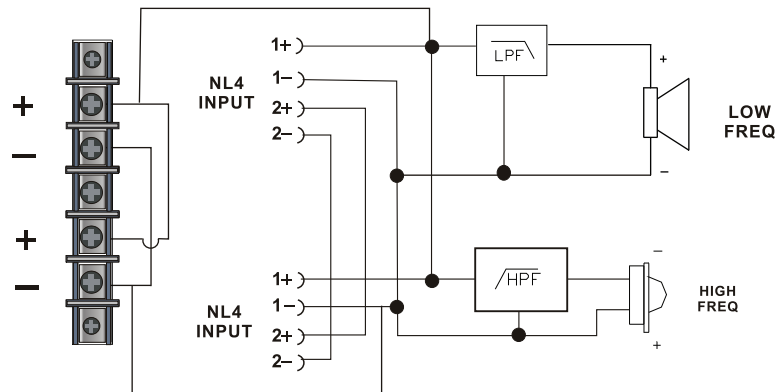 +
−
+
−
NL4
INPUT
1+
1−
2+
2−
LPF
+
−
LOW
FREQ
NL4
INPUT
1+
1−
2+
2−
HPF
−
+
HIGH
FREQ